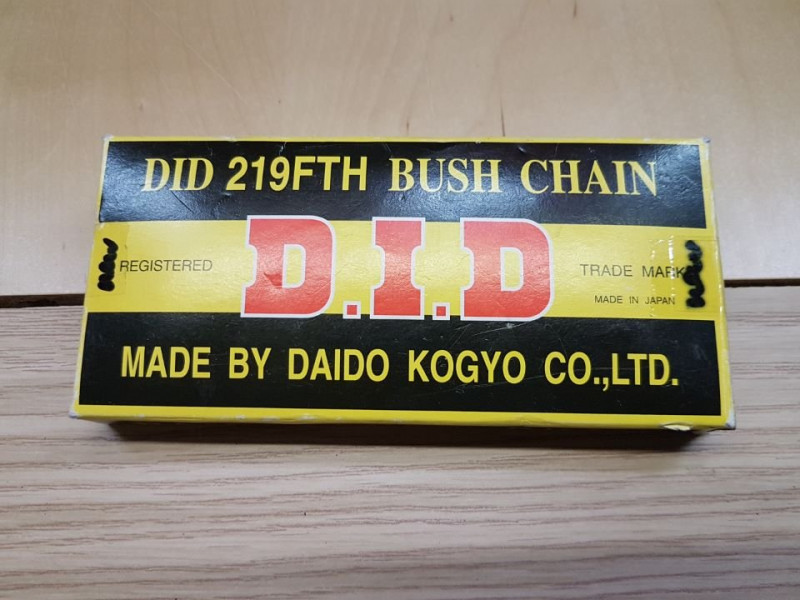 DID 219FTH BUSH CHAIN
REGISTERED D.I.D TRADE MARK
MADE IN JAPAN
MADE BY DAIDO KOGYO CO.,LTD.